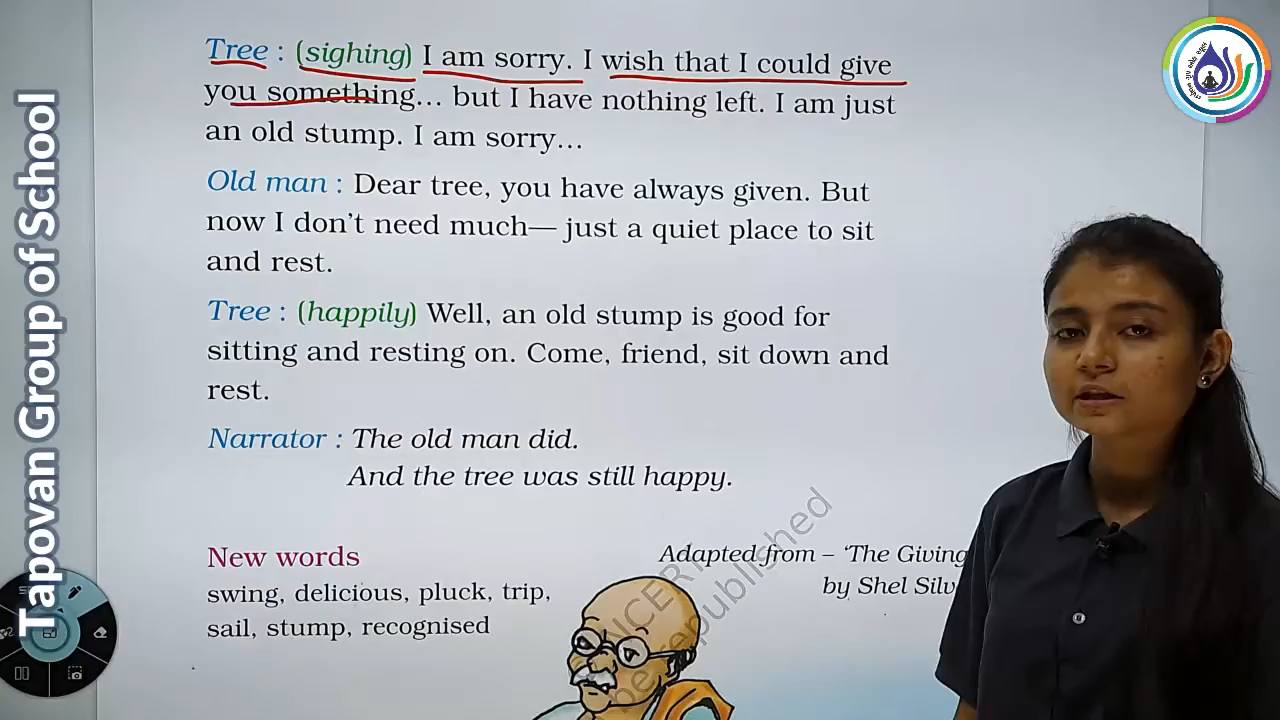 Tree : (sighing) I am sorry. I wish that I could give
you something... but I have nothing left. I am just
an old stump. I am sorry...
Old man : Dear tree, you have always given. But
now I don't need much— just a quiet place to sit
and rest.
Tree : (happily) Well, an old stump is good for
sitting and resting on. Come, friend, sit down and
rest.
Narrator : The old man did.
And the tree was still happy.
New words
swing, delicious, pluck, trip,
sail, stump, recognised
Adapted from – 'The Giving
by Shel Silv
NCERT
be republished
Tapovan Group of School